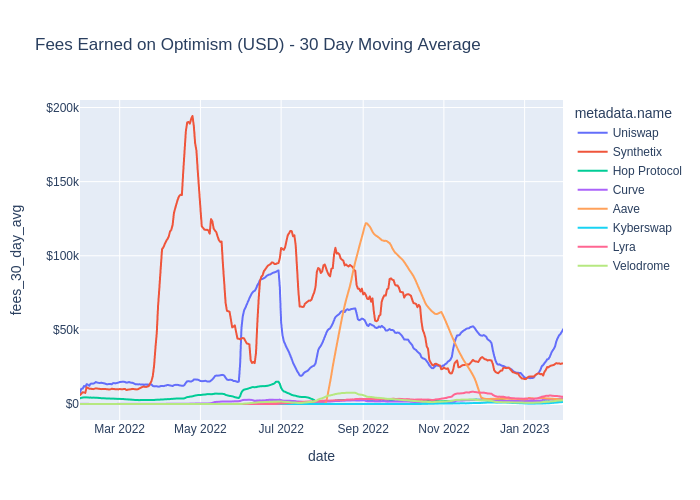 Fees Earned on Optimism (USD) - 30 Day Moving Average
metadata.name
Uniswap
Synthetix
Hop Protocol
Curve
Aave
Kyberswap
Lyra
Velodrome
fees_30_day_avg
$200k
$150k
$100k
$50k
$0
Mar 2022 May 2022 Jul 2022 Sep 2022 Nov 2022 Jan 2023
date